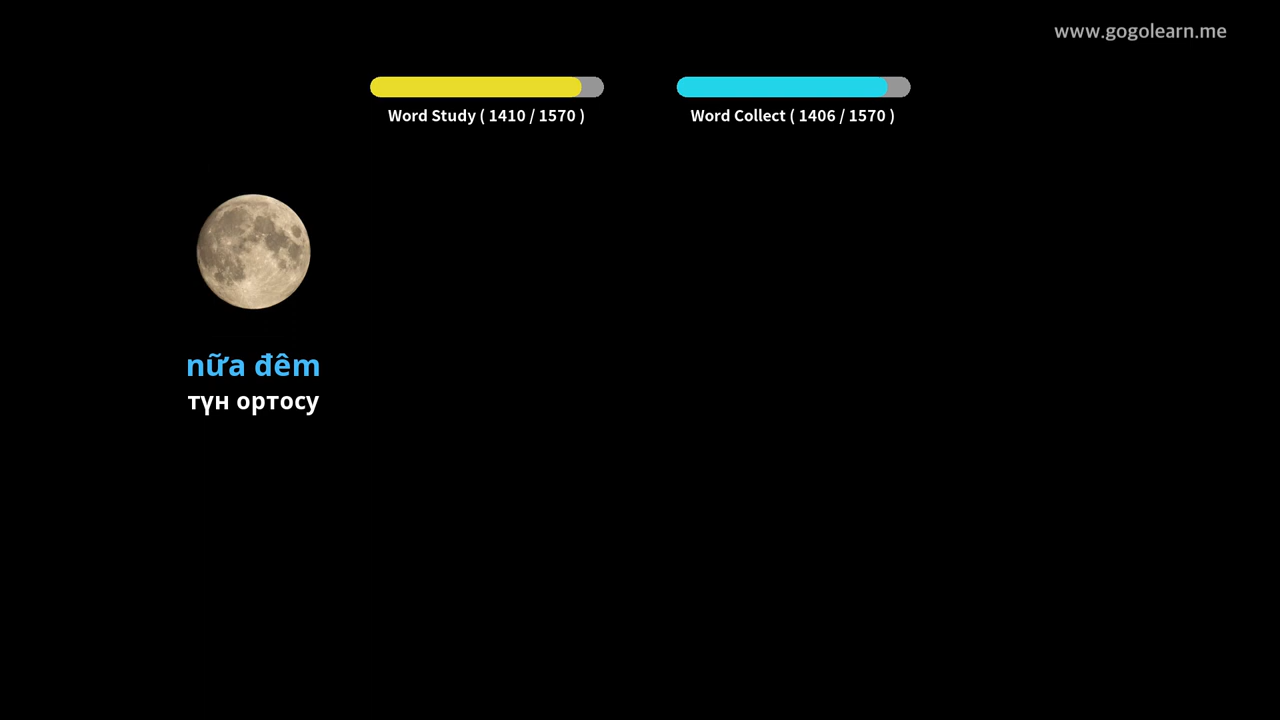 www.gogolearn.me
Word Study ( 1410 / 1570 )
Word Collect ( 1406 / 1570 )
nữa đêm
түн ортосу